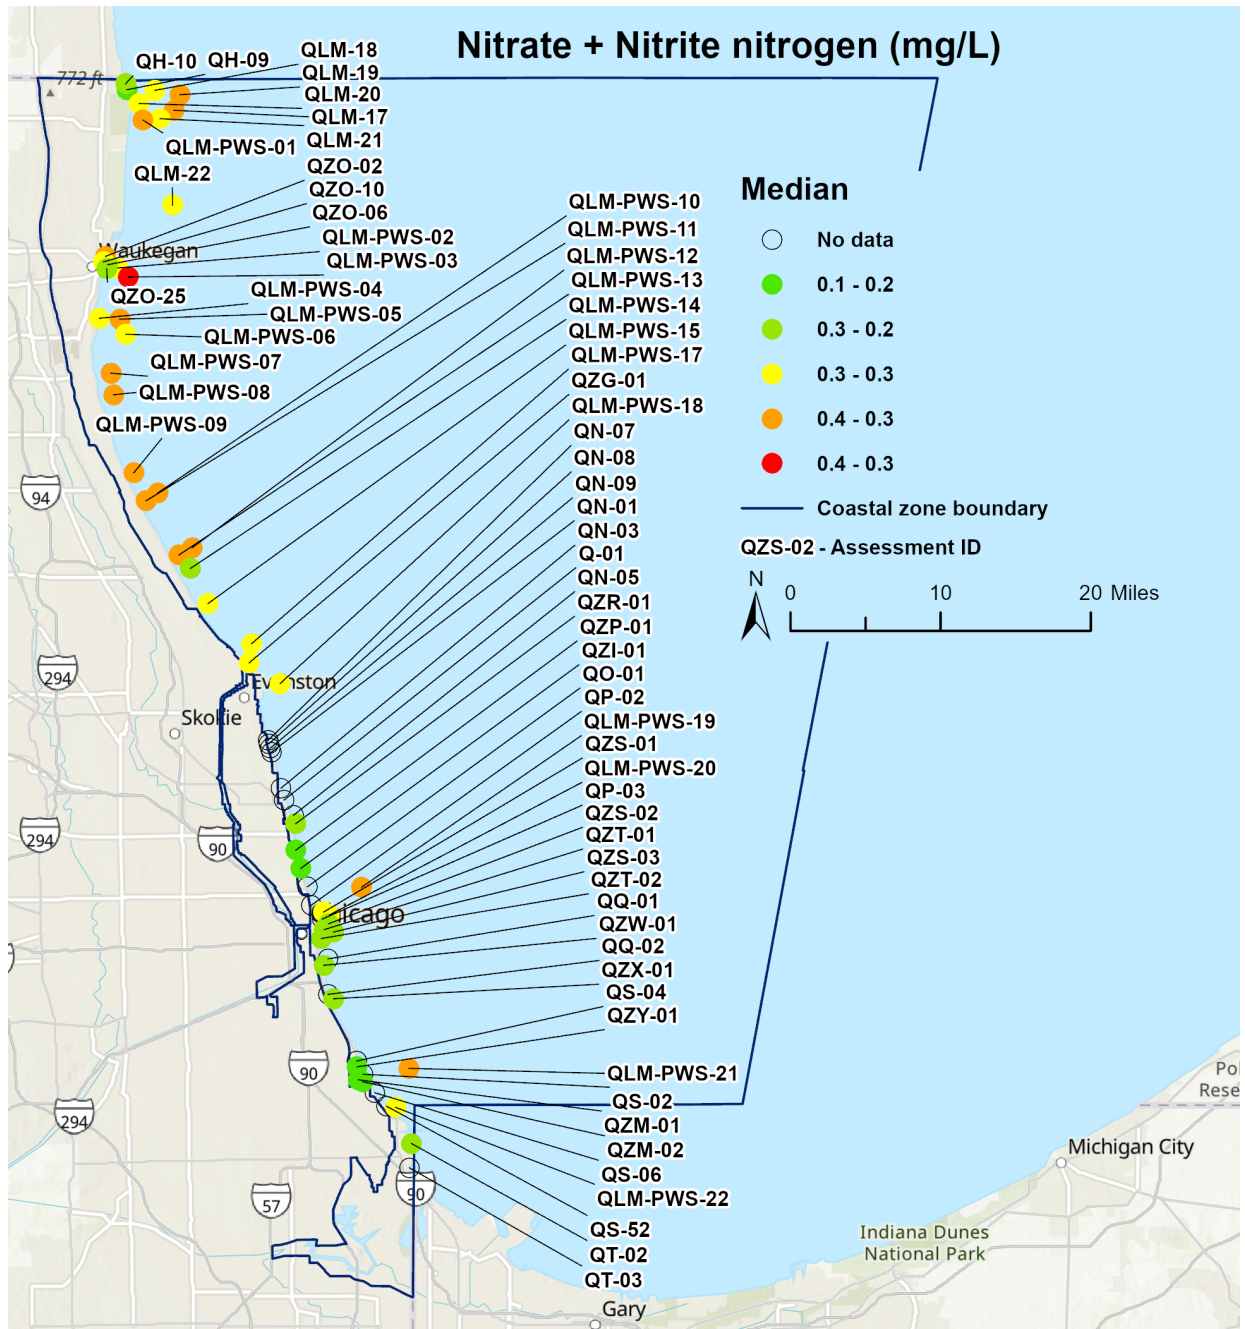 Nitrate + Nitrite nitrogen (mg/L)
QH-10
QH-09
QLM-18
QLM-19
QLM-20
QLM-17
QLM-21
772 ft
QLM-PWS-01
QLM-22
QZO-02
QZO-10
QZO-06
QLM-PWS-02
QLM-PWS-03
Waukegan
QZO-25
QLM-PWS-04
QLM-PWS-05
QLM-PWS-06
QLM-PWS-07
QLM-PWS-08
QLM-PWS-09
QLM-PWS-10
QLM-PWS-11
QLM-PWS-12
QLM-PWS-13
QLM-PWS-14
QLM-PWS-15
QLM-PWS-17
QZG-01
QLM-PWS-18
QN-07
QN-08
QN-09
QN-01
QN-03
Q-01
QN-05
QZR-01
QZP-01
QZI-01
QO-01
QP-02
QLM-PWS-19
QZS-01
QLM-PWS-20
QP-03
QZS-02
QZT-01
QZS-03
QZT-02
QQ-01
QZW-01
QQ-02
QZX-01
QS-04
QZY-01
QLM-PWS-21
QS-02
QZM-01
QZM-02
QS-06
QLM-PWS-22
QS-52
QT-02
QT-03
Median
No data
0.1 - 0.2
0.3 - 0.2
0.3 - 0.3
0.4 - 0.3
0.4 - 0.3
Coastal zone boundary
QZS-02 - Assessment ID
N
0 10 20 Miles
94
294
Evanston
Skokie
294
90
Chicago
90
294
57
90
Michigan City
Indiana Dunes
National Park
Gary